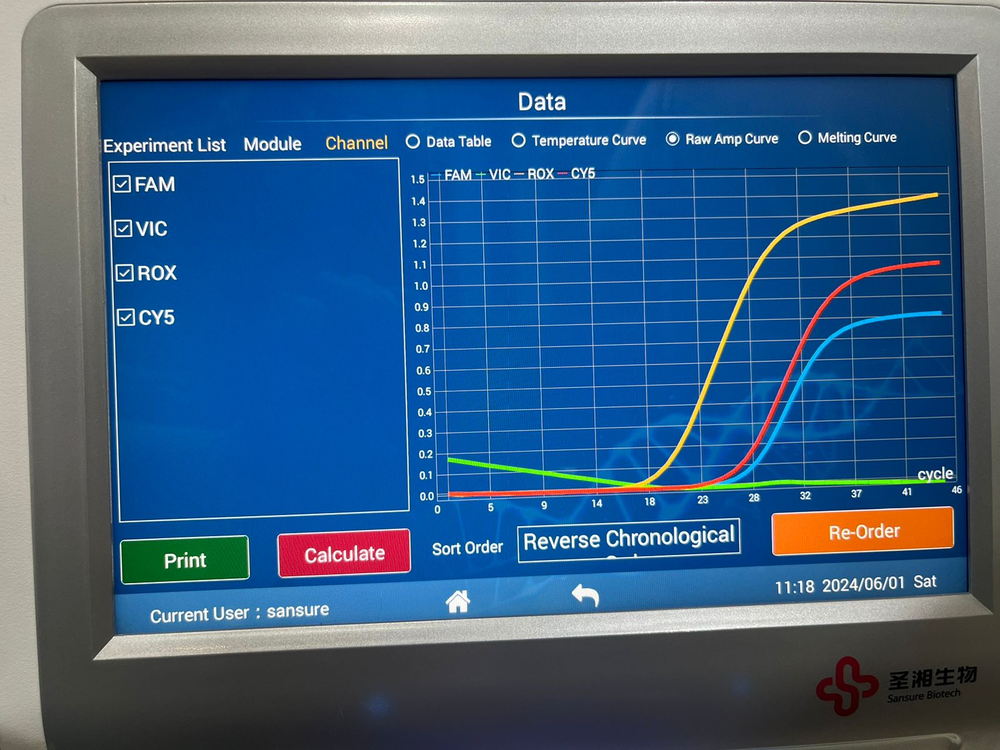 Data
Experiment List Module Channel Data Table Temperature Curve Raw Amp Curve Melting Curve
FAM
VIC
ROX
CY5
FAM VIC ROX CY5
1.5
1.4
1.3
1.2
1.1
1.0
0.9
0.8
0.7
0.6
0.5
0.4
0.3
0.2
0.1
0.0
cycle
0 5 9 14 18 23 28 32 37 41 46
Print
Calculate
Sort Order
Reverse Chronological
Re-Order
Current User : sansure
11:18 2024/06/01 Sat
圣湘生物
Sansure Biotech